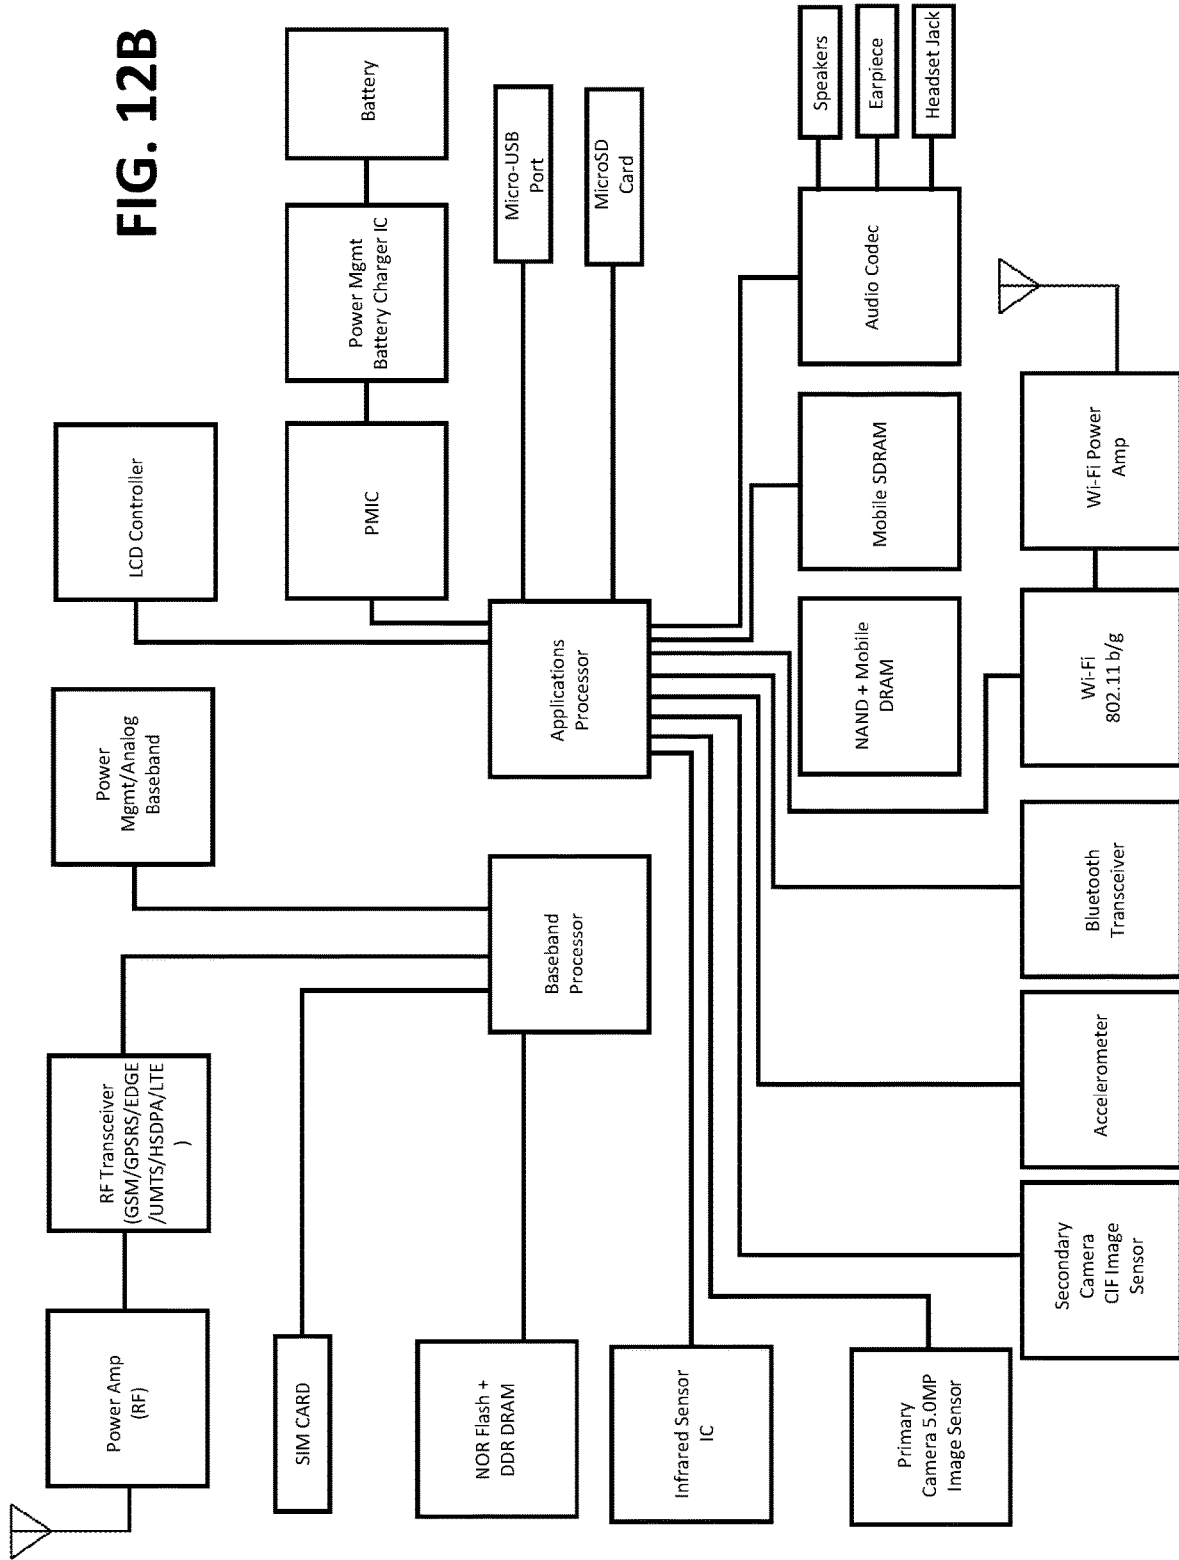 Power Amp
(RF)
RF Transceiver
(GSM/GPSRS/EDGE
/UMTS/HSDPA/LTE
)
Power
Mgmt/Analog
Baseband
LCD Controller
FIG. 12B
SIM CARD
PMIC
Power Mgmt
Battery Charger IC
Battery
NOR Flash +
DDR DRAM
Baseband
Processor
Applications
Processor
Micro-USB
Port
MicroSD
Card
Infrared Sensor
IC
Primary
Camera 5.0MP
Image Sensor
NAND + Mobile
DRAM
Mobile SDRAM
Audio Codec
Speakers
Earpiece
Headset Jack
Secondary
Camera
CIF Image
Sensor
Accelerometer
Bluetooth
Transceiver
Wi-Fi
802.11 b/g
Wi-Fi Power
Amp